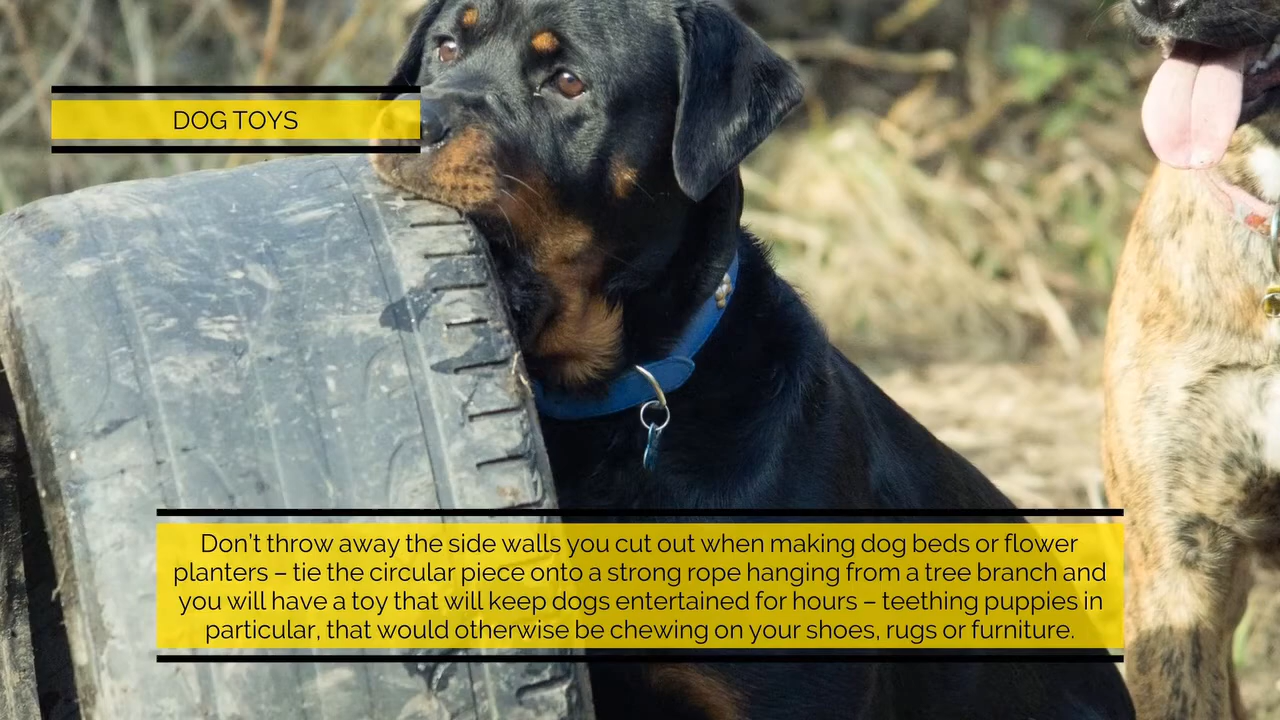 DOG TOYS
Don’t throw away the side walls you cut out when making dog beds or flower
planters – tie the circular piece onto a strong rope hanging from a tree branch and
you will have a toy that will keep dogs entertained for hours – teething puppies in
particular, that would otherwise be chewing on your shoes, rugs or furniture.